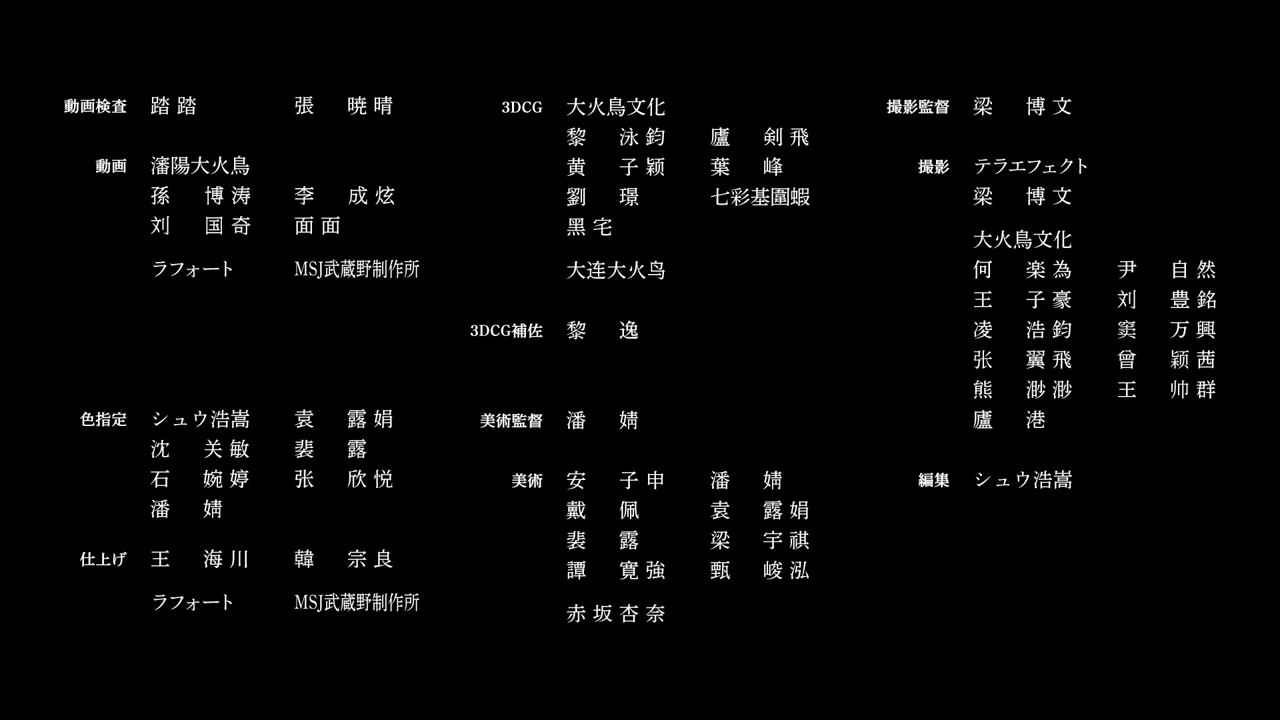 動画検査 踏踏 張 暁晴
動画 瀋陽大火鳥
孫 博涛 李 成炫
刘 国奇 面面
ラフォート MSJ武蔵野制作所
色指定 シュウ浩嵩 袁 露娟
沈 关敏 裴 露
石 婉婷 张 欣悦
潘 婧
仕上げ 王 海川 韓 宗良
ラフォート MSJ武蔵野制作所
3DCG 大火鳥文化
黎 泳鈞 廬 剣飛
黄 子颖 葉 峰
劉 璟 七彩基圍蝦
黑宅
大连大火鸟
3DCG補佐 黎 逸
美術監督 潘 婧
美術 安 子申 潘 婧
戴 佩 袁 露娟
裴 露 梁 宇祺
譚 寛強 甄 峻泓
赤坂杏奈
撮影監督 梁 博文
撮影 テラエフェクト
梁 博文
大火鳥文化
何 楽為 尹 自然
王 子豪 刘 豊銘
凌 浩鈞 窦 万興
张 翼飛 曾 颖茜
熊 渺渺 王 帅群
廬 港
編集 シュウ浩嵩